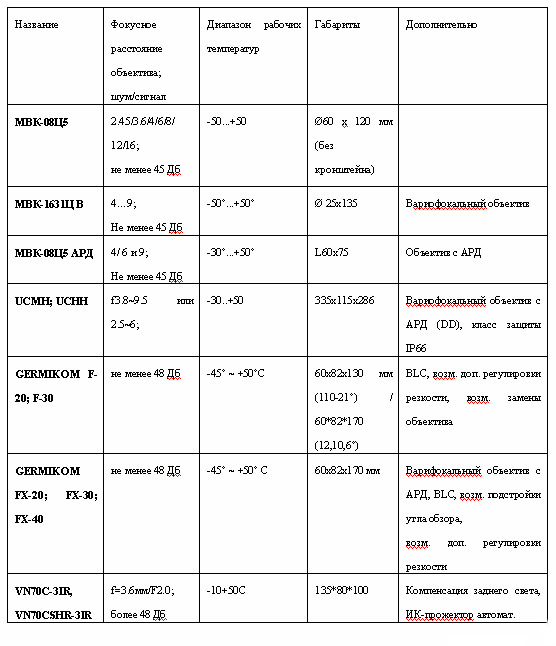 Название
Фокусное
расстояние
объектива;
шум/сигнал
Диапазон рабочих
температур
Габариты
Дополнительно
МВК-08Ц5
2.45/3.6/4/6/8/
12/16;
не менее 45 Дб
-50...+50
Ø60 х 120 мм
(без
кронштейна)
МВК-1631Ц В
4...9;
Не менее 45 Дб
-50°...+50°
Ø 25х135
Вариофокальный объектив
МВК-08Ц5 АРД
4/ 6 и 9;
Не менее 45 Дб
-30°...+50°
L60х75
Объектив с АРД
UCMH; UCHH
f3.8~9.5 или
2.5~6;
-30..+50
335х115х286
Вариофокальный объектив с
АРД (DD), класс защиты
IP66
GERMIKOM F-
20; F-30
не менее 48 Дб
-45° ~ +50°С
60х82х130 мм
(110-21°) /
60*82*170
(12,10,6°)
BLC, возм. доп. регулировки
резкости, возм. замены
объектива
GERMIKOM
FX-20; FX-30;
FX-40
не менее 48 Дб
-45° ~ +50° С
60х82х170 мм
Варифокальный объектив с
АРД, BLC, возм. подстройки
угла обзора,
возм. доп. регулировки
резкости
VN70C-3IR,
VN70CSHR-3IR
f=3.6мм/F2.0;
более 48 Дб
-10+50С
135*80*100
Компенсация заднего света,
ИК-прожектор автомат.